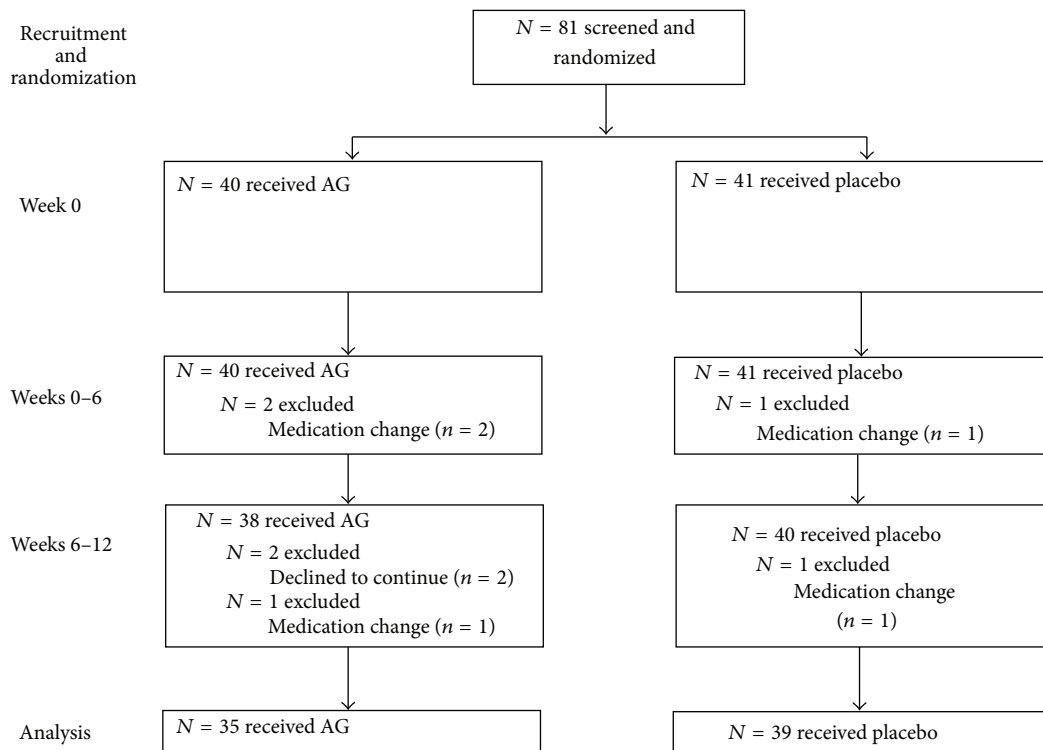 Recruitment
and
randomization
N = 81 screened and
randomized
Week 0
N = 40 received AG
N = 41 received placebo
Weeks 0–6
N = 40 received AG
N = 2 excluded
Medication change (n = 2)
N = 41 received placebo
N = 1 excluded
Medication change (n = 1)
Weeks 6–12
N = 38 received AG
N = 2 excluded
Declined to continue (n = 2)
N = 1 excluded
Medication change (n = 1)
N = 40 received placebo
N = 1 excluded
Medication change
(n = 1)
Analysis
N = 35 received AG
N = 39 received placebo